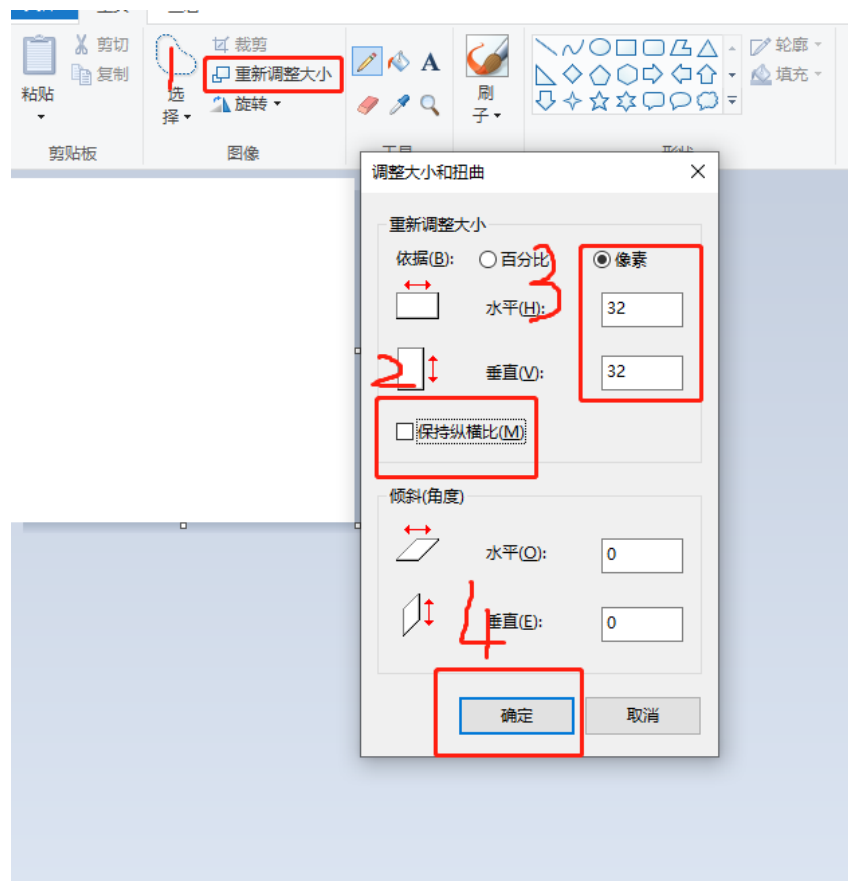 剪切
裁剪
轮廓
复制
重新调整大小
A
填充
粘贴
选择
旋转
刷子
剪贴板
图像
工具
形状
1
调整大小和扭曲
重新调整大小
依据(B):
百分比
像素
3
水平(H):
32
2
垂直(V):
32
保持纵横比(M)
倾斜(角度)
水平(O):
0
4
垂直(E):
0
确定
取消